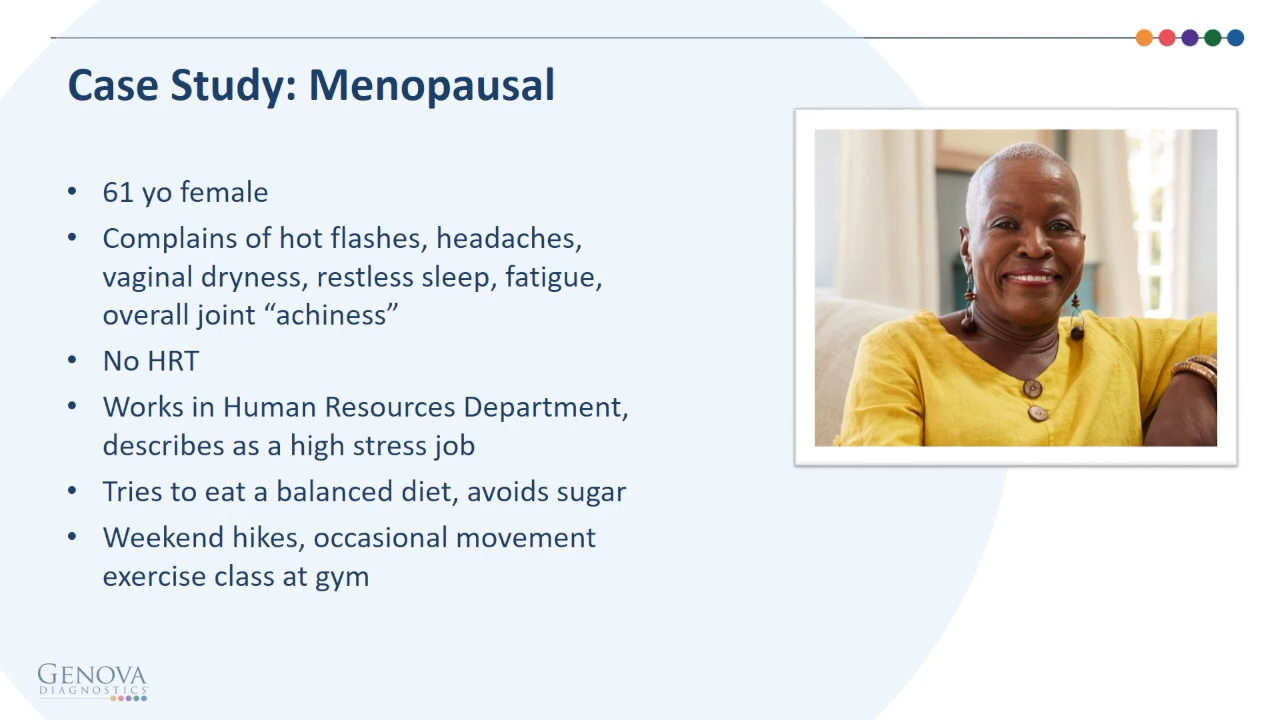 Case Study: Menopausal
• 61 yo female
• Complains of hot flashes, headaches,
vaginal dryness, restless sleep, fatigue,
overall joint “achiness”
• No HRT
• Works in Human Resources Department,
describes as a high stress job
• Tries to eat a balanced diet, avoids sugar
• Weekend hikes, occasional movement
exercise class at gym
GENOVA
DIAGNOSTICS